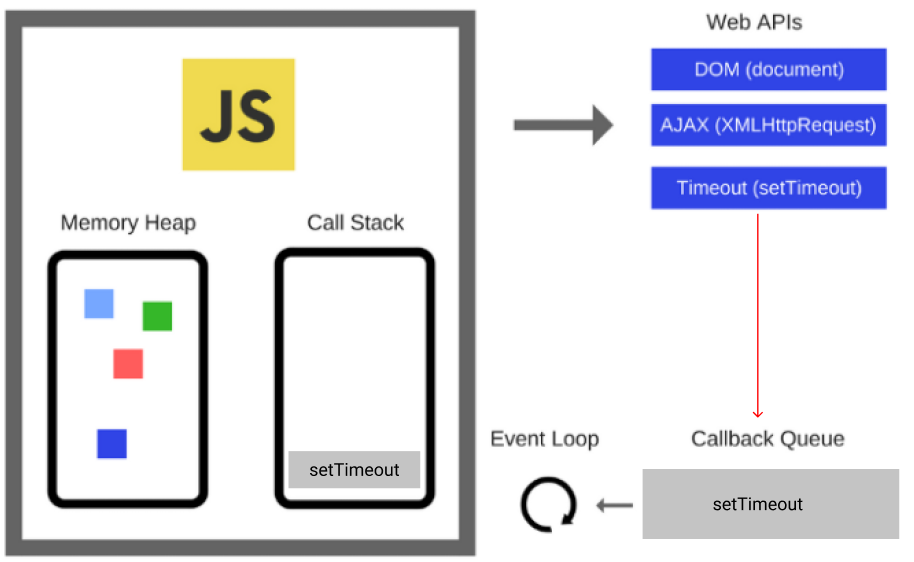 Web APIs
DOM (document)
JS
AJAX (XMLHttpRequest)
Timeout (setTimeout)
Memory Heap
Call Stack
Event Loop
Callback Queue
setTimeout
setTimeout